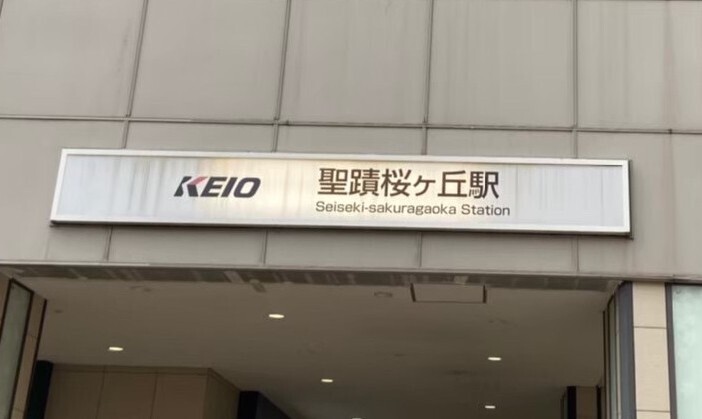 KEIO
聖蹟桜ヶ丘駅
Seiseki-sakuragaoka Station